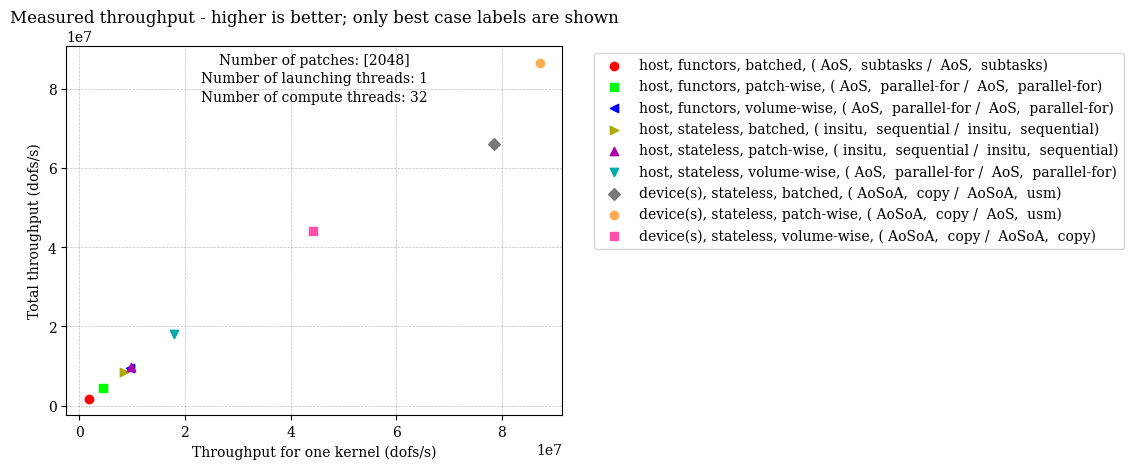 Measured throughput - higher is better; only best case labels are shown
1e7
Number of patches: [2048]
Number of launching threads: 1
Number of compute threads: 32
8
6
4
2
0
Total throughput (dofs/s)
0 2 4 6 8
1e7
Throughput for one kernel (dofs/s)
host, functors, batched, ( AoS,  subtasks /  AoS,  subtasks)
host, functors, patch-wise, ( AoS,  parallel-for /  AoS,  parallel-for)
host, functors, volume-wise, ( AoS,  parallel-for /  AoS,  parallel-for)
host, stateless, batched, ( insitu,  sequential /  insitu,  sequential)
host, stateless, patch-wise, ( insitu,  sequential /  insitu,  sequential)
host, stateless, volume-wise, ( AoS,  parallel-for /  AoS,  parallel-for)
device(s), stateless, batched, ( AoSoA,  copy /  AoSoA,  usm)
device(s), stateless, patch-wise, ( AoSoA,  copy /  AoS,  usm)
device(s), stateless, volume-wise, ( AoSoA,  copy /  AoSoA,  copy)